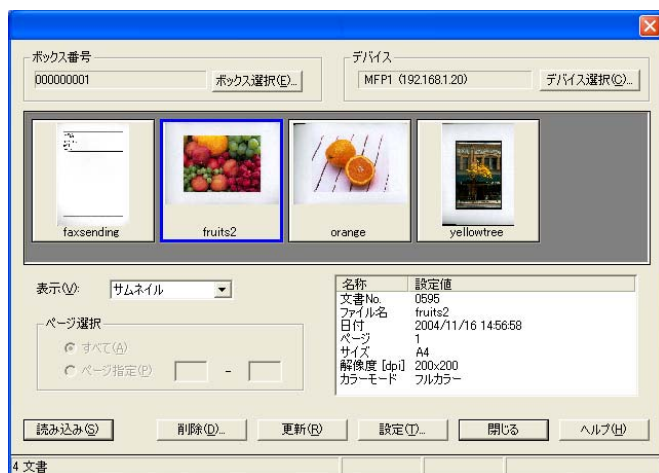 ボックス番号
000000001
ボックス選択(E)...
デバイス
MFP1 (192.168.1.20)
デバイス選択(C)...
faxsending
fruits2
orange
yellowtree
表示(V):
サムネイル
ページ選択
すべて(A)
ページ指定(P)
-
名称 設定値
文書No. 0595
ファイル名 fruits2
日付 2004/11/16 14:56:58
ページ 1
サイズ A4
解像度 [dpi] 200x200
カラーモード フルカラー
読み込み(S)
削除(D)...
更新(R)
設定(T)...
閉じる
ヘルプ(H)
4 文書